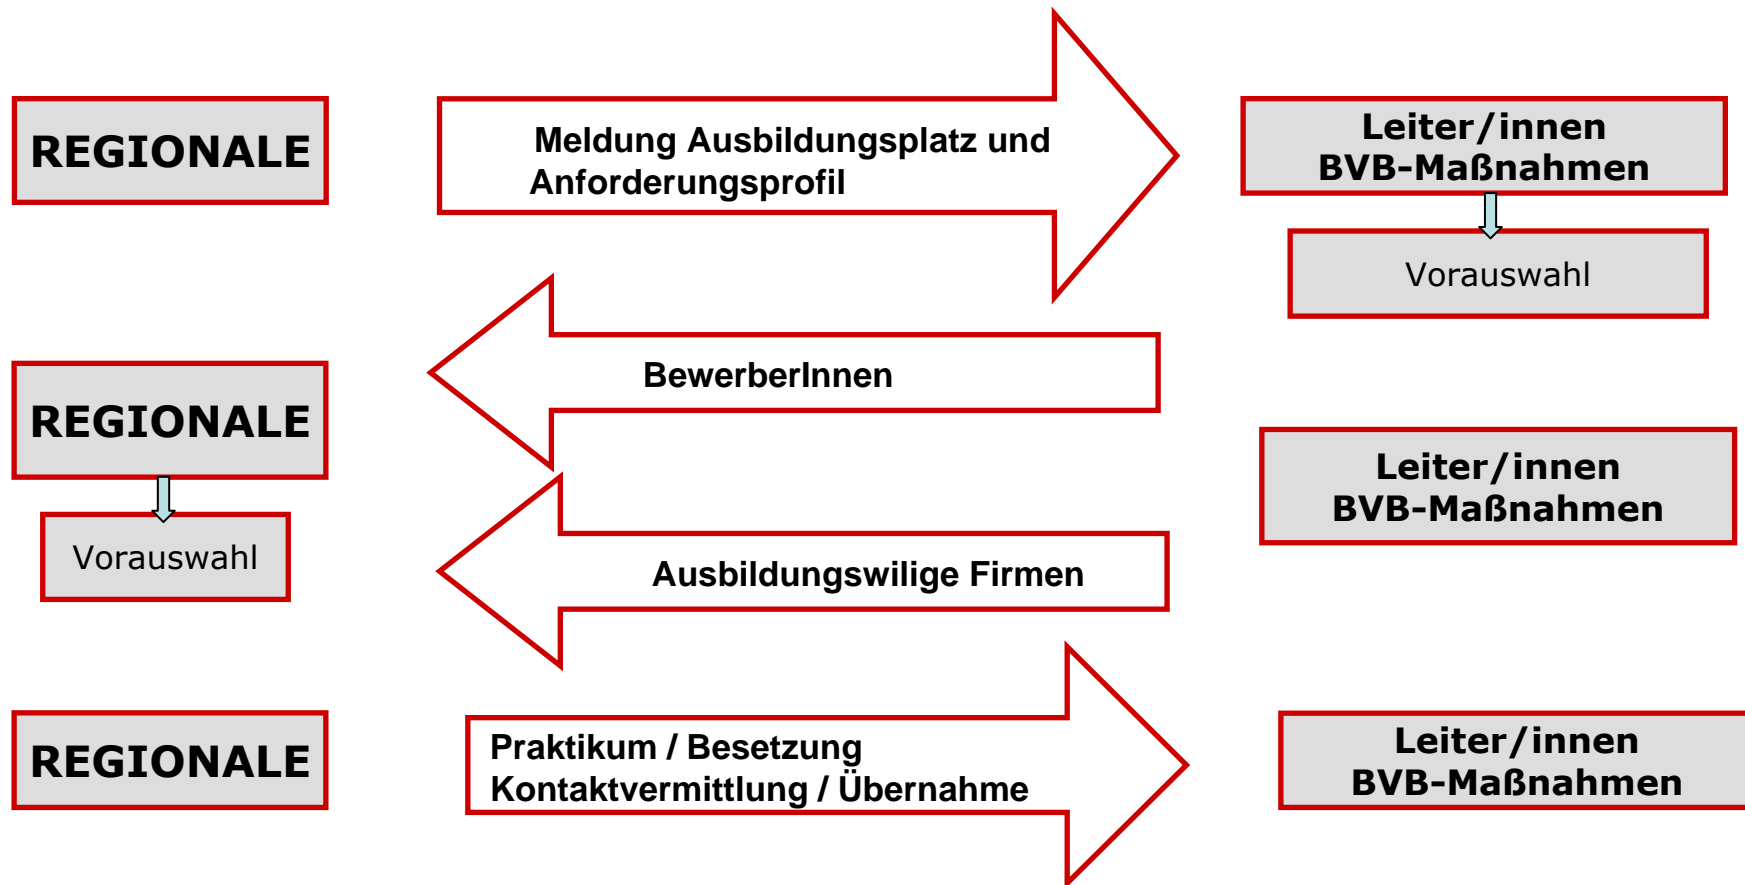 REGIONALE
Meldung Ausbildungsplatz und
Anforderungsprofil
Leiter/innen
BVB-Maßnahmen
Vorauswahl
BewerberInnen
REGIONALE
Leiter/innen
BVB-Maßnahmen
Vorauswahl
Ausbildungswilige Firmen
REGIONALE
Praktikum / Besetzung
Kontaktvermittlung / Übernahme
Leiter/innen
BVB-Maßnahmen